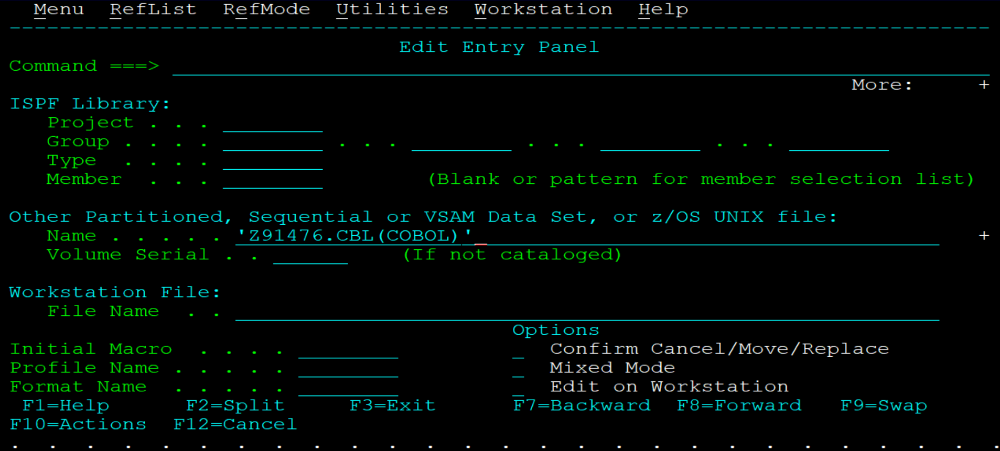 Menu RefList RefMode Utilities Workstation Help
Edit Entry Panel
Command ===>
More: +
ISPF Library:
Project . . .
Group . . . . . . . . . . . . .
Type . . . .
Member . . . (Blank or pattern for member selection list)
Other Partitioned, Sequential or VSAM Data Set, or z/OS UNIX file:
Name . . . . . 'Z91476.CBL(COBOL)' +
Volume Serial . . (If not cataloged)
Workstation File:
File Name . .
Options
Initial Macro . . . . Confirm Cancel/Move/Replace
Profile Name . . . . . Mixed Mode
Format Name . . . . . Edit on Workstation
F1=Help F2=Split F3=Exit F7=Backward F8=Forward F9=Swap
F10=Actions F12=Cancel